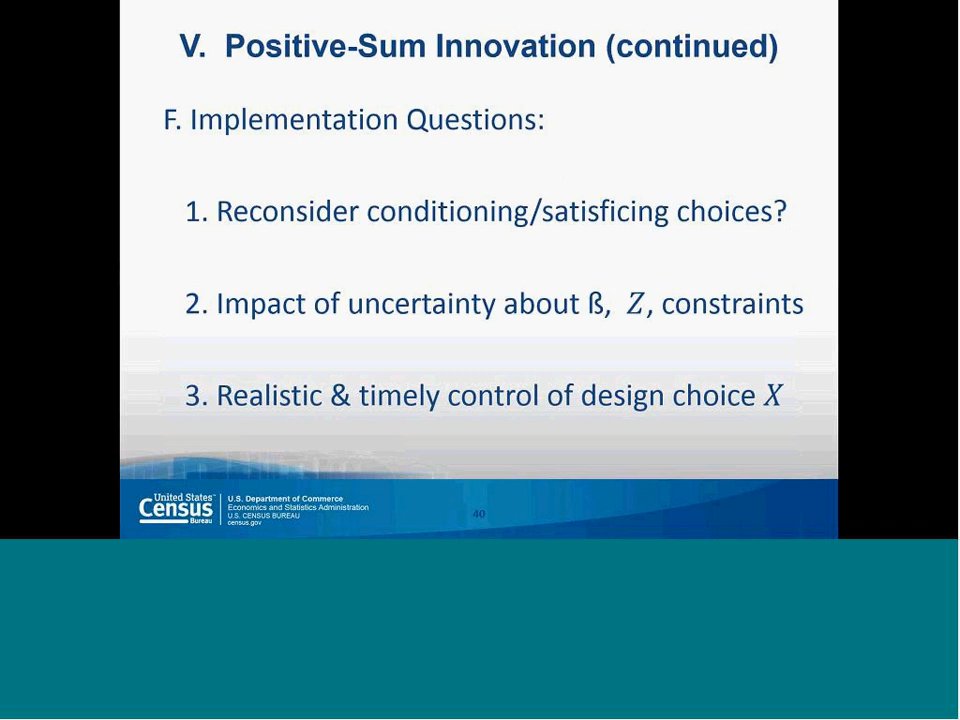 V. Positive-Sum Innovation (continued)
F. Implementation Questions:
1. Reconsider conditioning/satisficing choices?
2. Impact of uncertainty about ß, Z, constraints
3. Realistic & timely control of design choice X
United States™
Census
Bureau
U.S. Department of Commerce
Economics and Statistics Administration
U.S. CENSUS BUREAU
census.gov
40